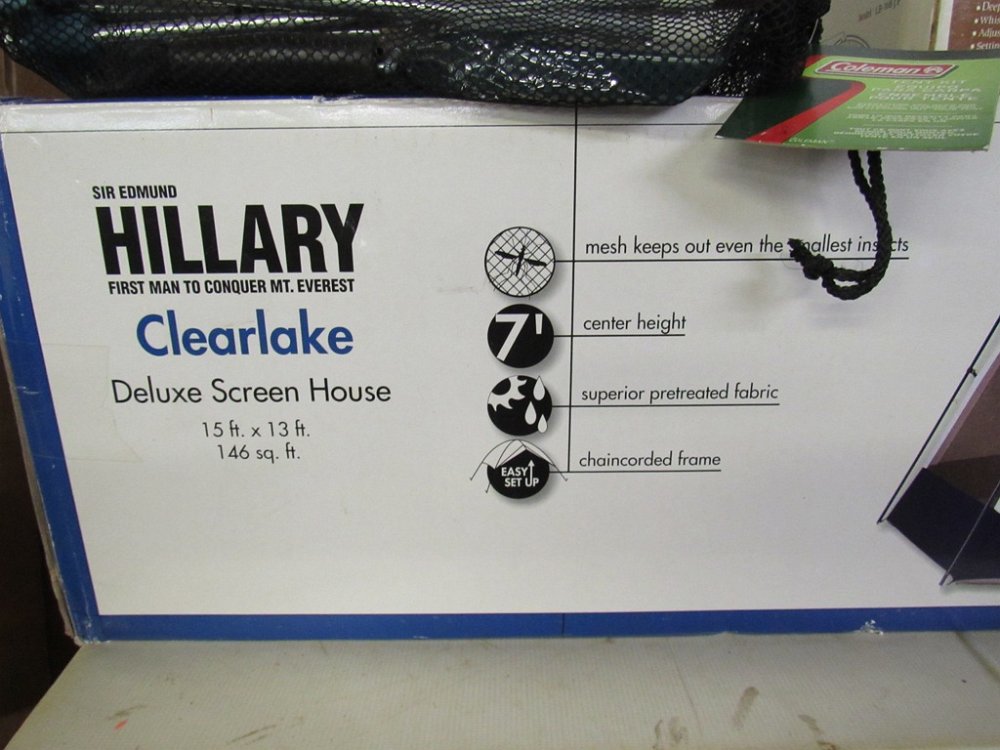 Coleman
SIR EDMUND
HILLARY
FIRST MAN TO CONQUER MT. EVEREST
Clearlake
Deluxe Screen House
15 ft. x 13 ft.
146 sq. ft.
mesh keeps out even the smallest insects
7'
center height
superior pretreated fabric
EASY
SET UP
chaincorded frame